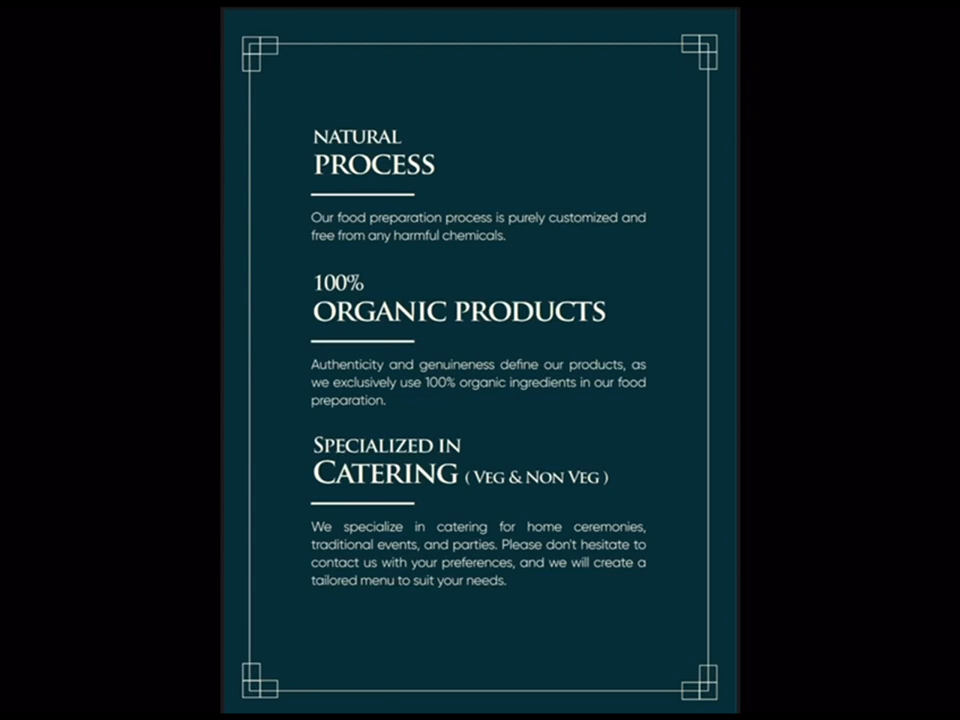 NATURAL
PROCESS
Our food preparation process is purely customized and
free from any harmful chemicals.
100%
ORGANIC PRODUCTS
Authenticity and genuineness define our products, as
we exclusively use 100% organic ingredients in our food
preparation.
SPECIALIZED IN
CATERING ( VEG & NON VEG )
We specialize in catering for home ceremonies,
traditional events, and parties. Please don't hesitate to
contact us with your preferences, and we will create a
tailored menu to suit your needs.